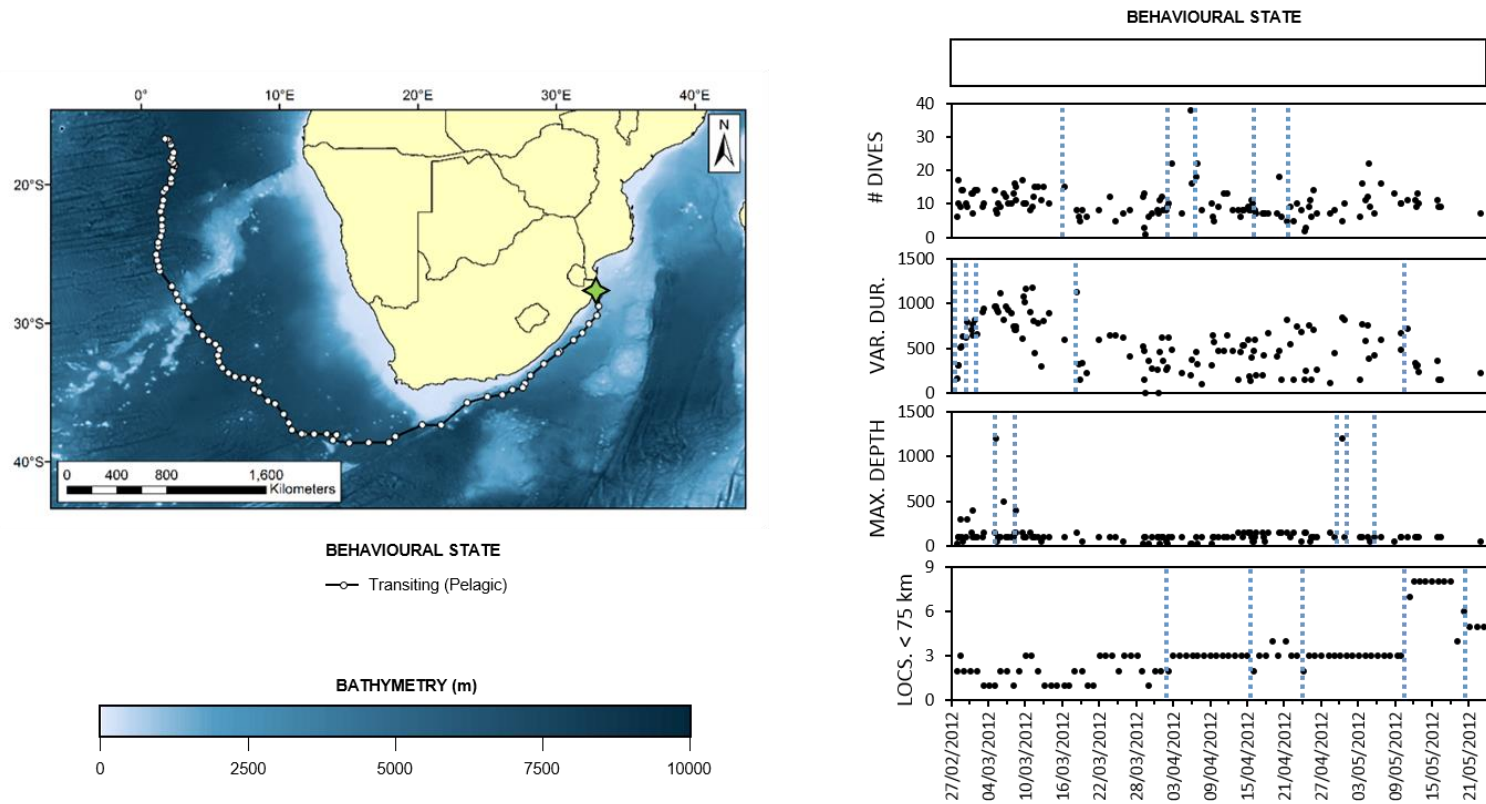 BEHAVIOURAL STATE
0°
10°E
20°E
30°E
40°E
N
20°S
30°S
40°S
0 400 800 1,600
Kilometers
BEHAVIOURAL STATE
Transiting (Pelagic)
BATHYMETRY (m)
0 2500 5000 7500 10000
# DIVES
40
30
20
10
0
VAR. DUR.
1500
1000
500
0
MAX. DEPTH
1500
1000
500
0
LOCS. < 75 km
9
6
3
0
27/02/2012
04/03/2012
10/03/2012
16/03/2012
22/03/2012
28/03/2012
03/04/2012
09/04/2012
15/04/2012
21/04/2012
27/04/2012
03/05/2012
09/05/2012
15/05/2012
21/05/2012